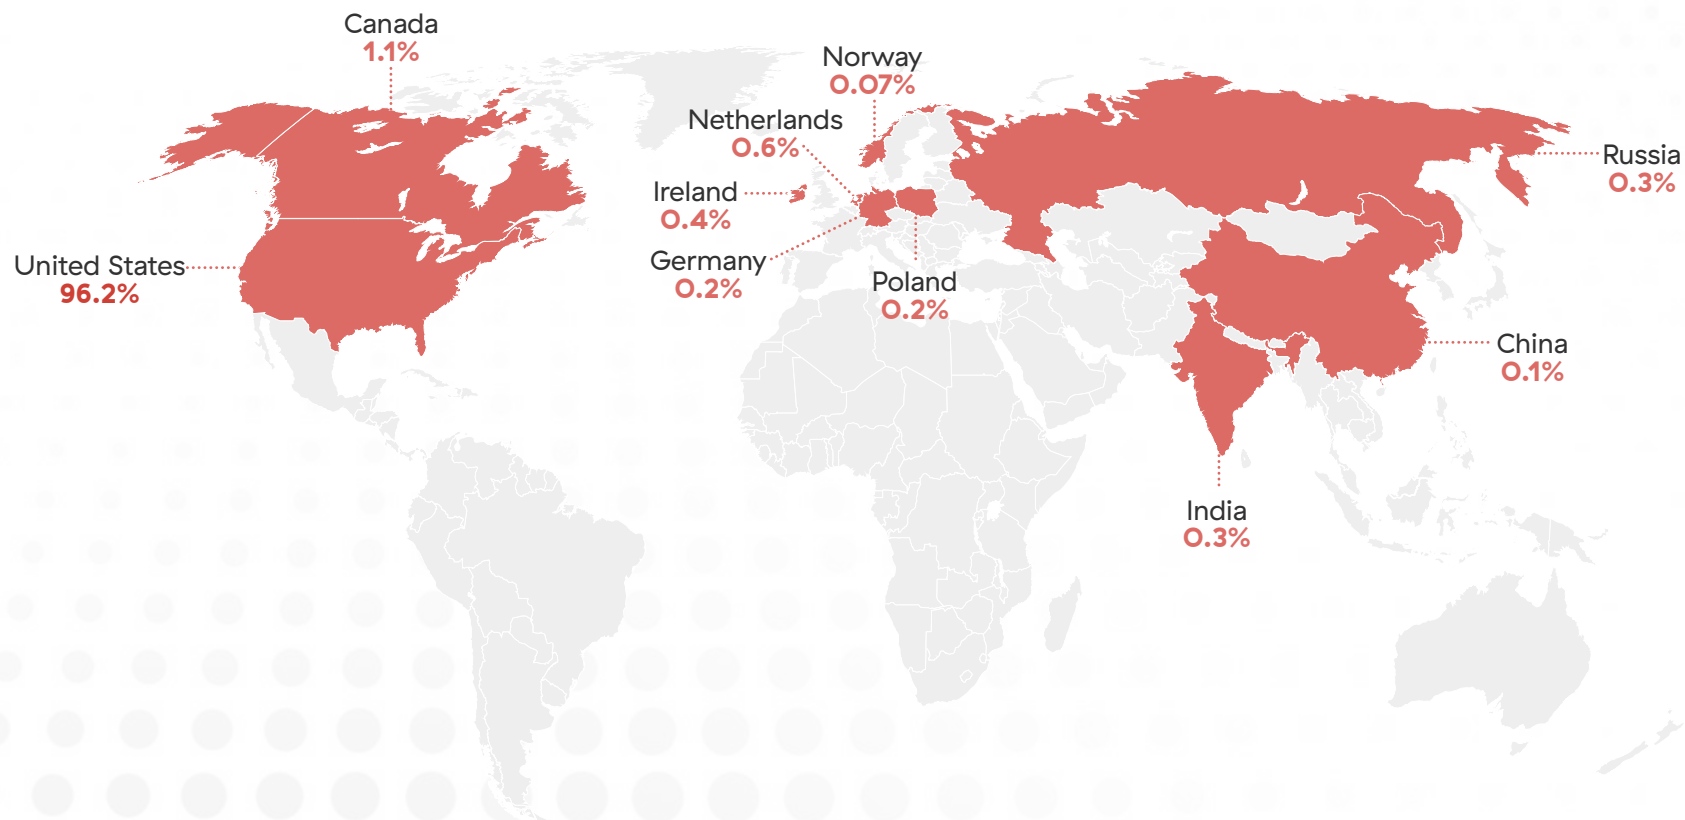 Canada
1.1%
Norway
0.07%
Netherlands
0.6%
Ireland
0.4%
Germany
0.2%
Poland
0.2%
United States
96.2%
Russia
0.3%
China
0.1%
India
0.3%